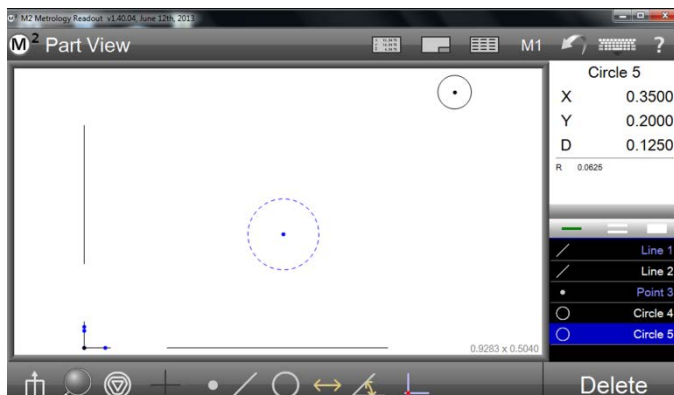 M2 Metrology Readout v1.40.04, June 12th, 2013
M2 Part View
M1
?
Circle 5
X 0.3500
Y 0.2000
D 0.1250
R 0.0625
Line 1
Line 2
Point 3
Circle 4
Circle 5
0.9283 x 0.5040
Delete